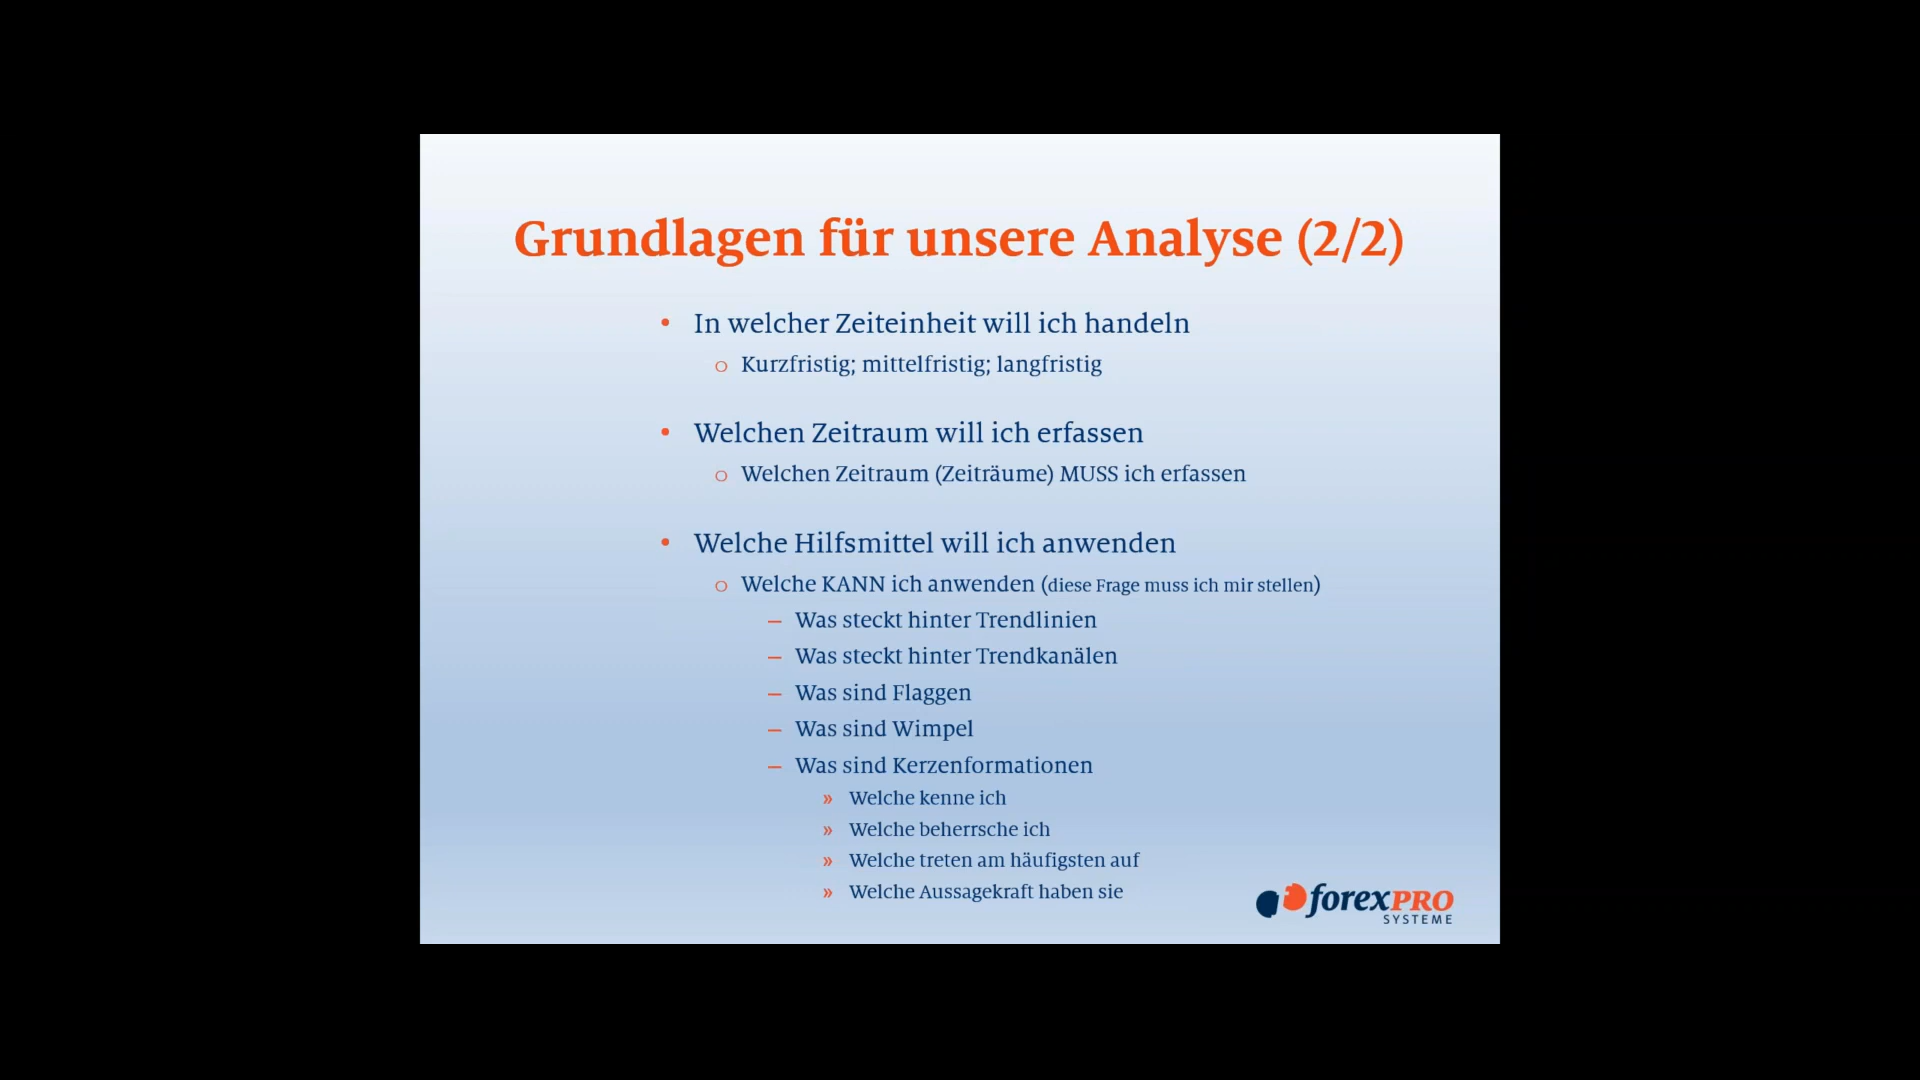 Grundlagen für unsere Analyse (2/2)
• In welcher Zeiteinheit will ich handeln
o Kurzfristig; mittelfristig; langfristig
• Welchen Zeitraum will ich erfassen
o Welchen Zeitraum (Zeiträume) MUSS ich erfassen
• Welche Hilfsmittel will ich anwenden
o Welche KANN ich anwenden (diese Frage muss ich mir stellen)
– Was steckt hinter Trendlinien
– Was steckt hinter Trendkanälen
– Was sind Flaggen
– Was sind Wimpel
– Was sind Kerzenformationen
» Welche kenne ich
» Welche beherrsche ich
» Welche treten am häufigsten auf
» Welche Aussagekraft haben sie
forexPRO
SYSTEME